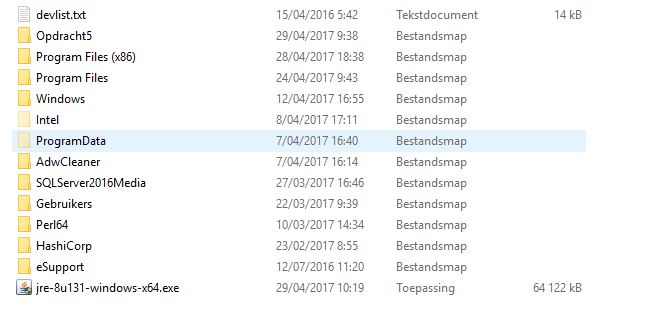 devlist.txt 15/04/2016 5:42 Tekstdocument 14 kB
Opdracht5 29/04/2017 9:38 Bestandsmap
Program Files (x86) 28/04/2017 18:38 Bestandsmap
Program Files 24/04/2017 9:43 Bestandsmap
Windows 12/04/2017 16:55 Bestandsmap
Intel 8/04/2017 17:11 Bestandsmap
ProgramData 7/04/2017 16:40 Bestandsmap
AdwCleaner 7/04/2017 16:14 Bestandsmap
SQLServer2016Media 27/03/2017 16:46 Bestandsmap
Gebruikers 22/03/2017 9:39 Bestandsmap
Perl64 10/03/2017 14:34 Bestandsmap
HashiCorp 23/02/2017 8:55 Bestandsmap
eSupport 12/07/2016 11:20 Bestandsmap
jre-8u131-windows-x64.exe 29/04/2017 10:19 Toepassing 64 122 kB